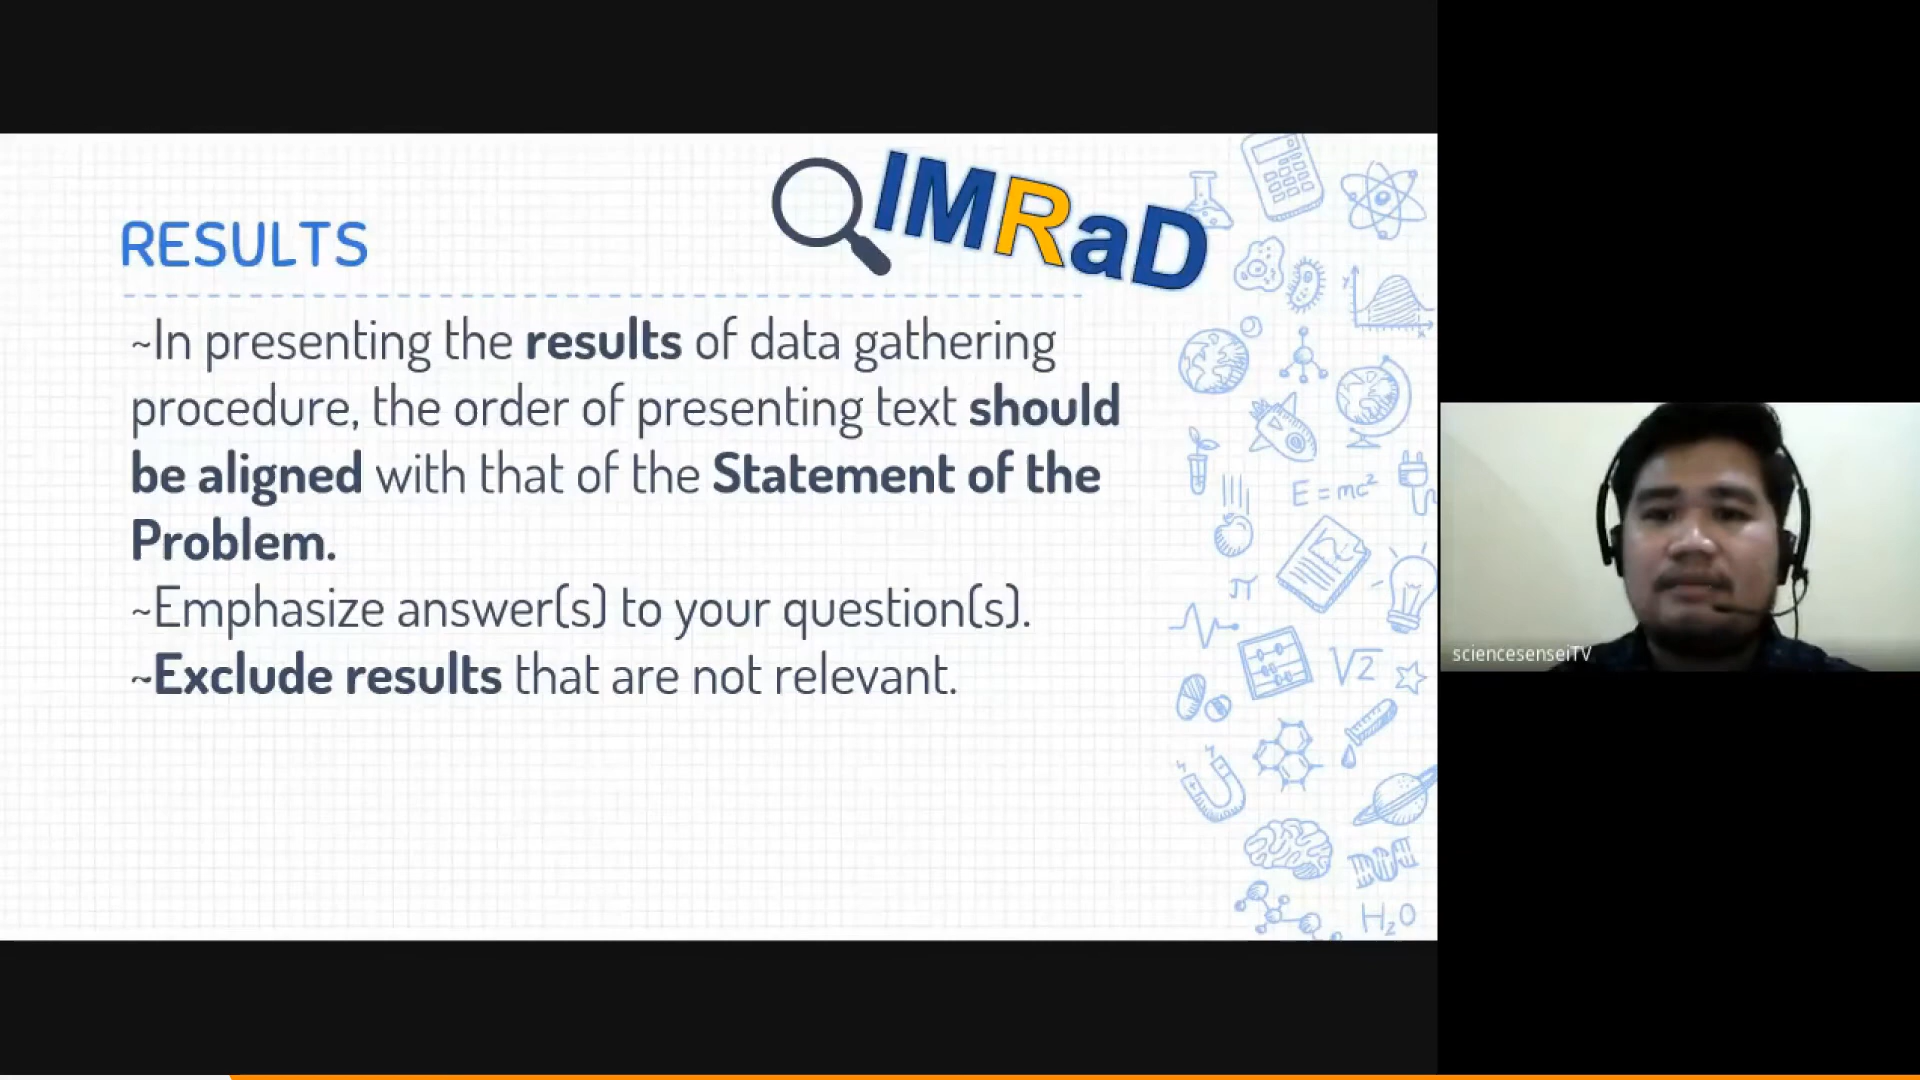 IMRaD
RESULTS
~In presenting the results of data gathering
procedure, the order of presenting text should
be aligned with that of the Statement of the
Problem.
~Emphasize answer(s) to your question(s).
~Exclude results that are not relevant.
y
x
E=mc²
π
√2
H₂O
sciencesenseiTV